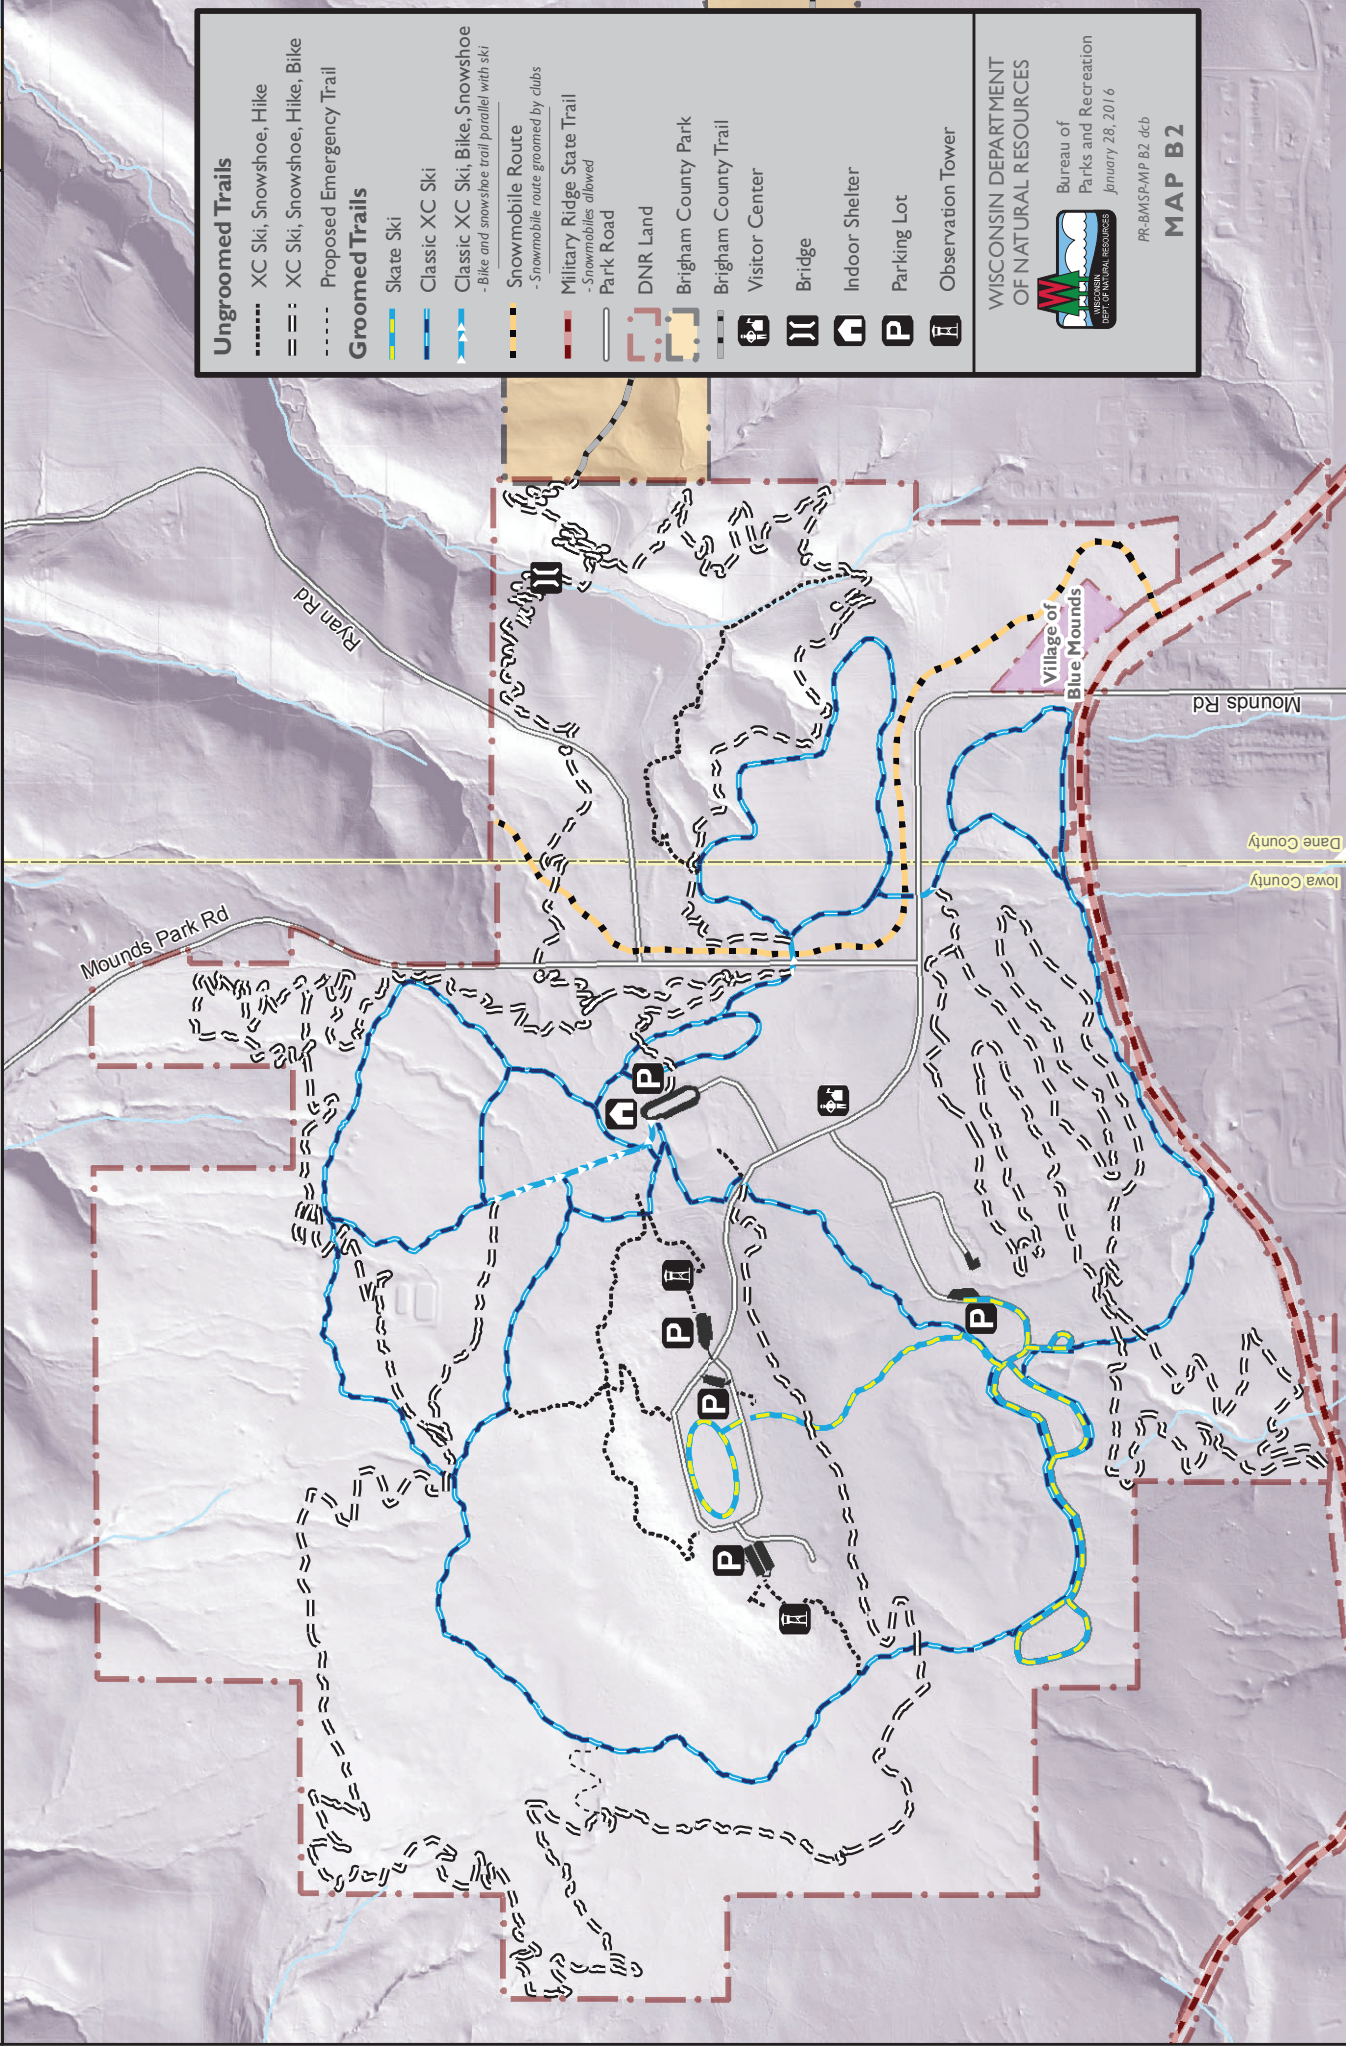 Ungroomed Trails
XC Ski, Snowshoe, Hike
XC Ski, Snowshoe, Hike, Bike
Proposed Emergency Trail
Groomed Trails
Skate Ski
Classic XC Ski
Classic XC Ski, Bike, Snowshoe
- Bike and snowshoe trail parallel with ski
Snowmobile Route
- Snowmobile route groomed by clubs
Military Ridge State Trail
- Snowmobiles allowed
Park Road
DNR Land
Brigham County Park
Brigham County Trail
Visitor Center
Bridge
Indoor Shelter
P Parking Lot
Observation Tower
WISCONSIN DEPARTMENT
OF NATURAL RESOURCES
W
WISCONSIN
DEPT. OF NATURAL RESOURCES
Bureau of
Parks and Recreation
January 28, 2016
PR-BMSP-MP B2 dcb
MAP B2
Ryan Rd
Mounds Park Rd
Village of
Blue Mounds
Mounds Rd
Dane County
Iowa County
P
P
P
P
P